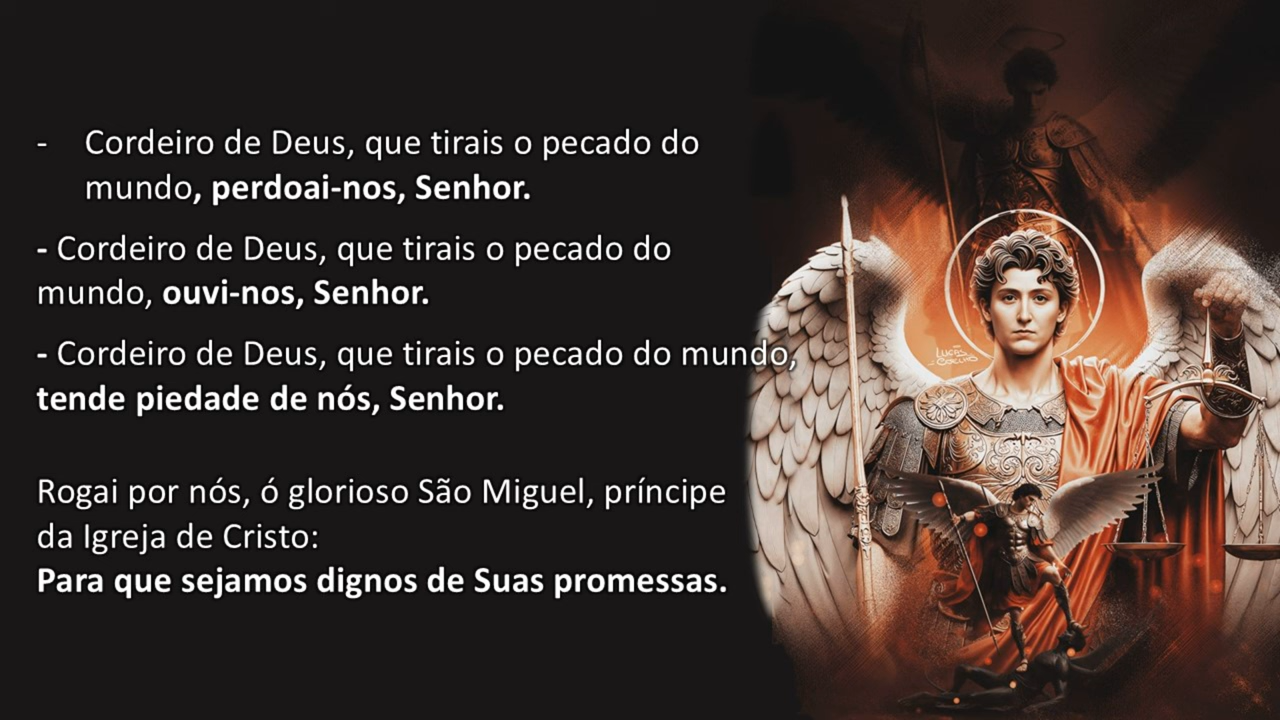 - Cordeiro de Deus, que tirais o pecado do
mundo, perdoai-nos, Senhor.
- Cordeiro de Deus, que tirais o pecado do
mundo, ouvi-nos, Senhor.
- Cordeiro de Deus, que tirais o pecado do mundo,
tende piedade de nós, Senhor.
Rogai por nós, ó glorioso São Miguel, príncipe
da Igreja de Cristo:
Para que sejamos dignos de Suas promessas.
LUCAS
COELHO